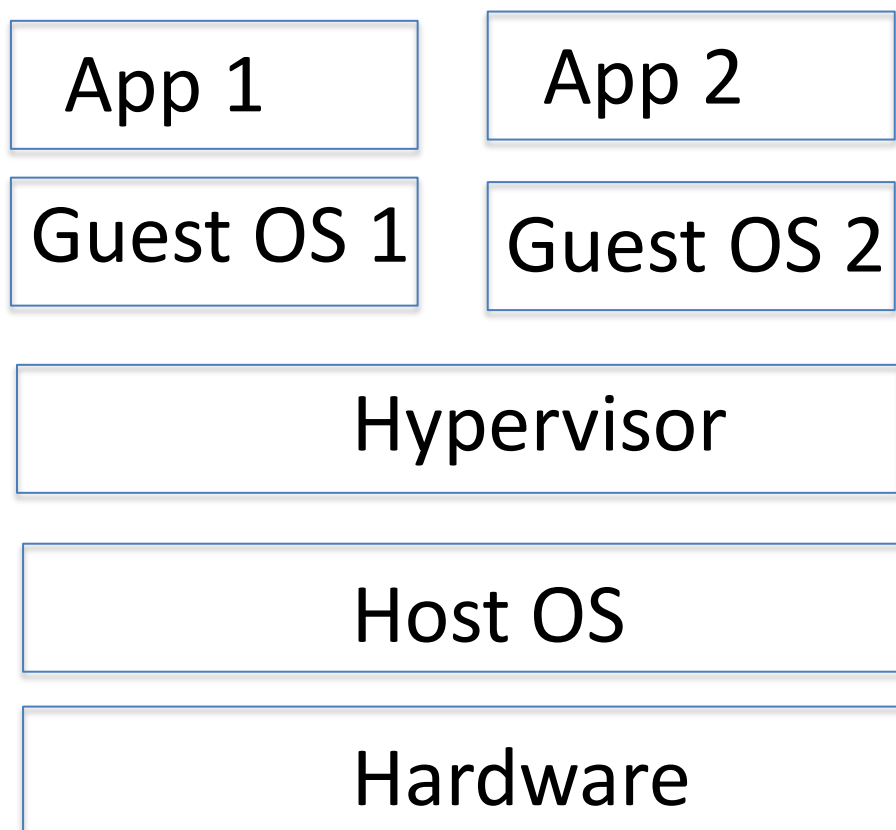 App 1
App 2
Guest OS 1
Guest OS 2
Hypervisor
Host OS
Hardware